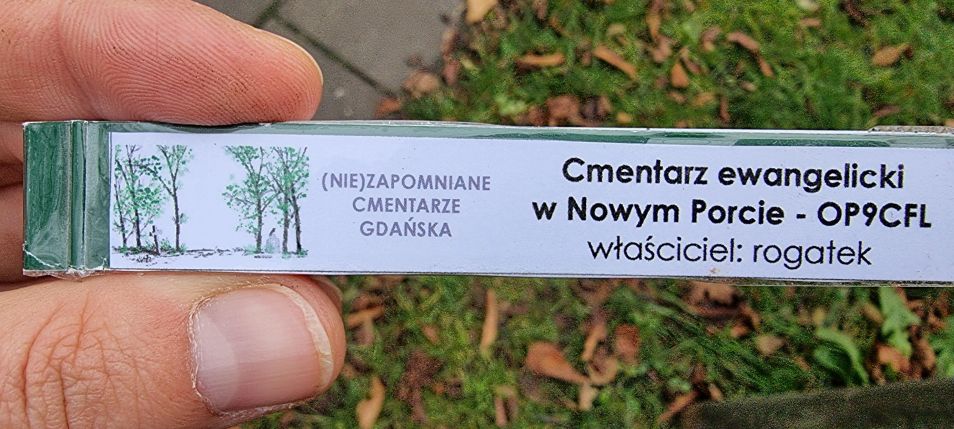 (NIE)ZAPOMNIANE
CMENTARZE
GDAŃSKA
Cmentarz ewangelicki
w Nowym Porcie - OP9CFL
właściciel: rogatek